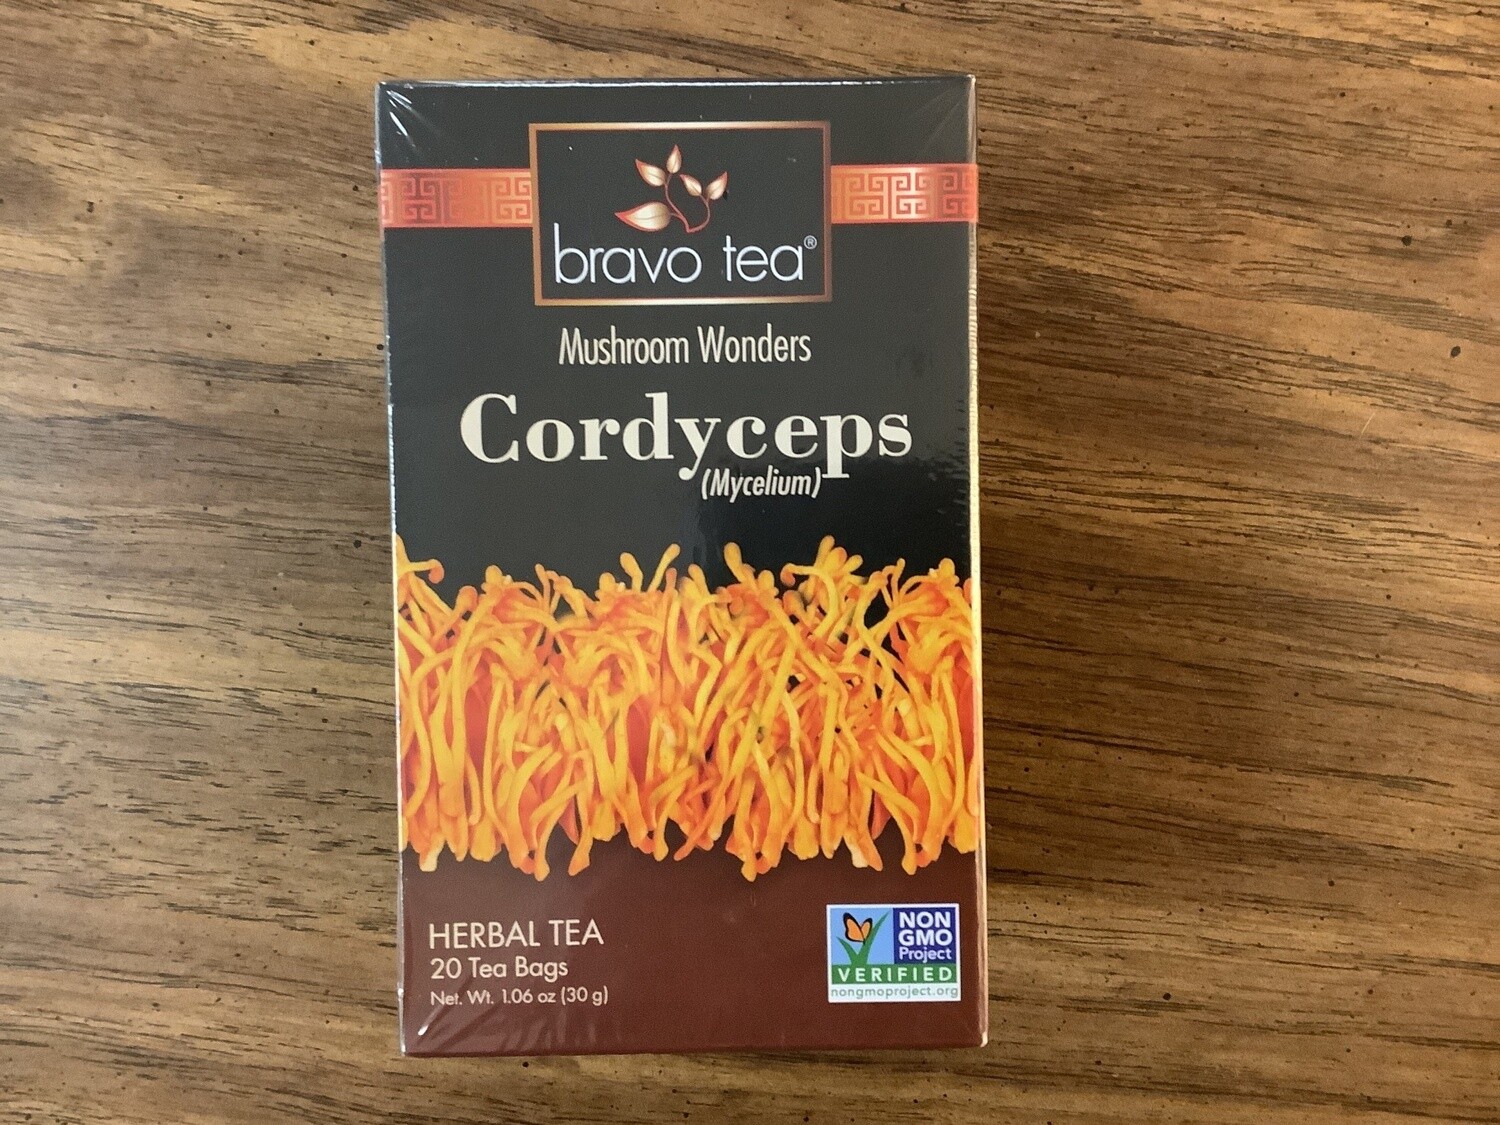 bravo tea®
Mushroom Wonders
Cordyceps
(Mycelium)
HERBAL TEA
20 Tea Bags
Net. Wt. 1.06 oz (30 g)
NON
GMO
Project
VERIFIED
nongmoproject.org